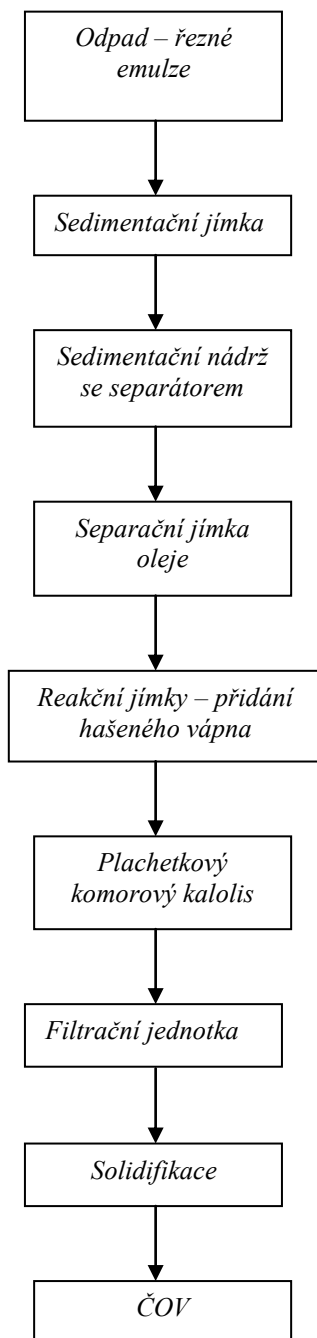 Odpad – řezné
emulze
Sedimentační jímka
Sedimentační nádrž
se separátorem
Separační jímka
oleje
Reakční jímky – přidání
hašeného vápna
Plachetkový
komorový kalolis
Filtrační jednotka
Solidifikace
ČOV